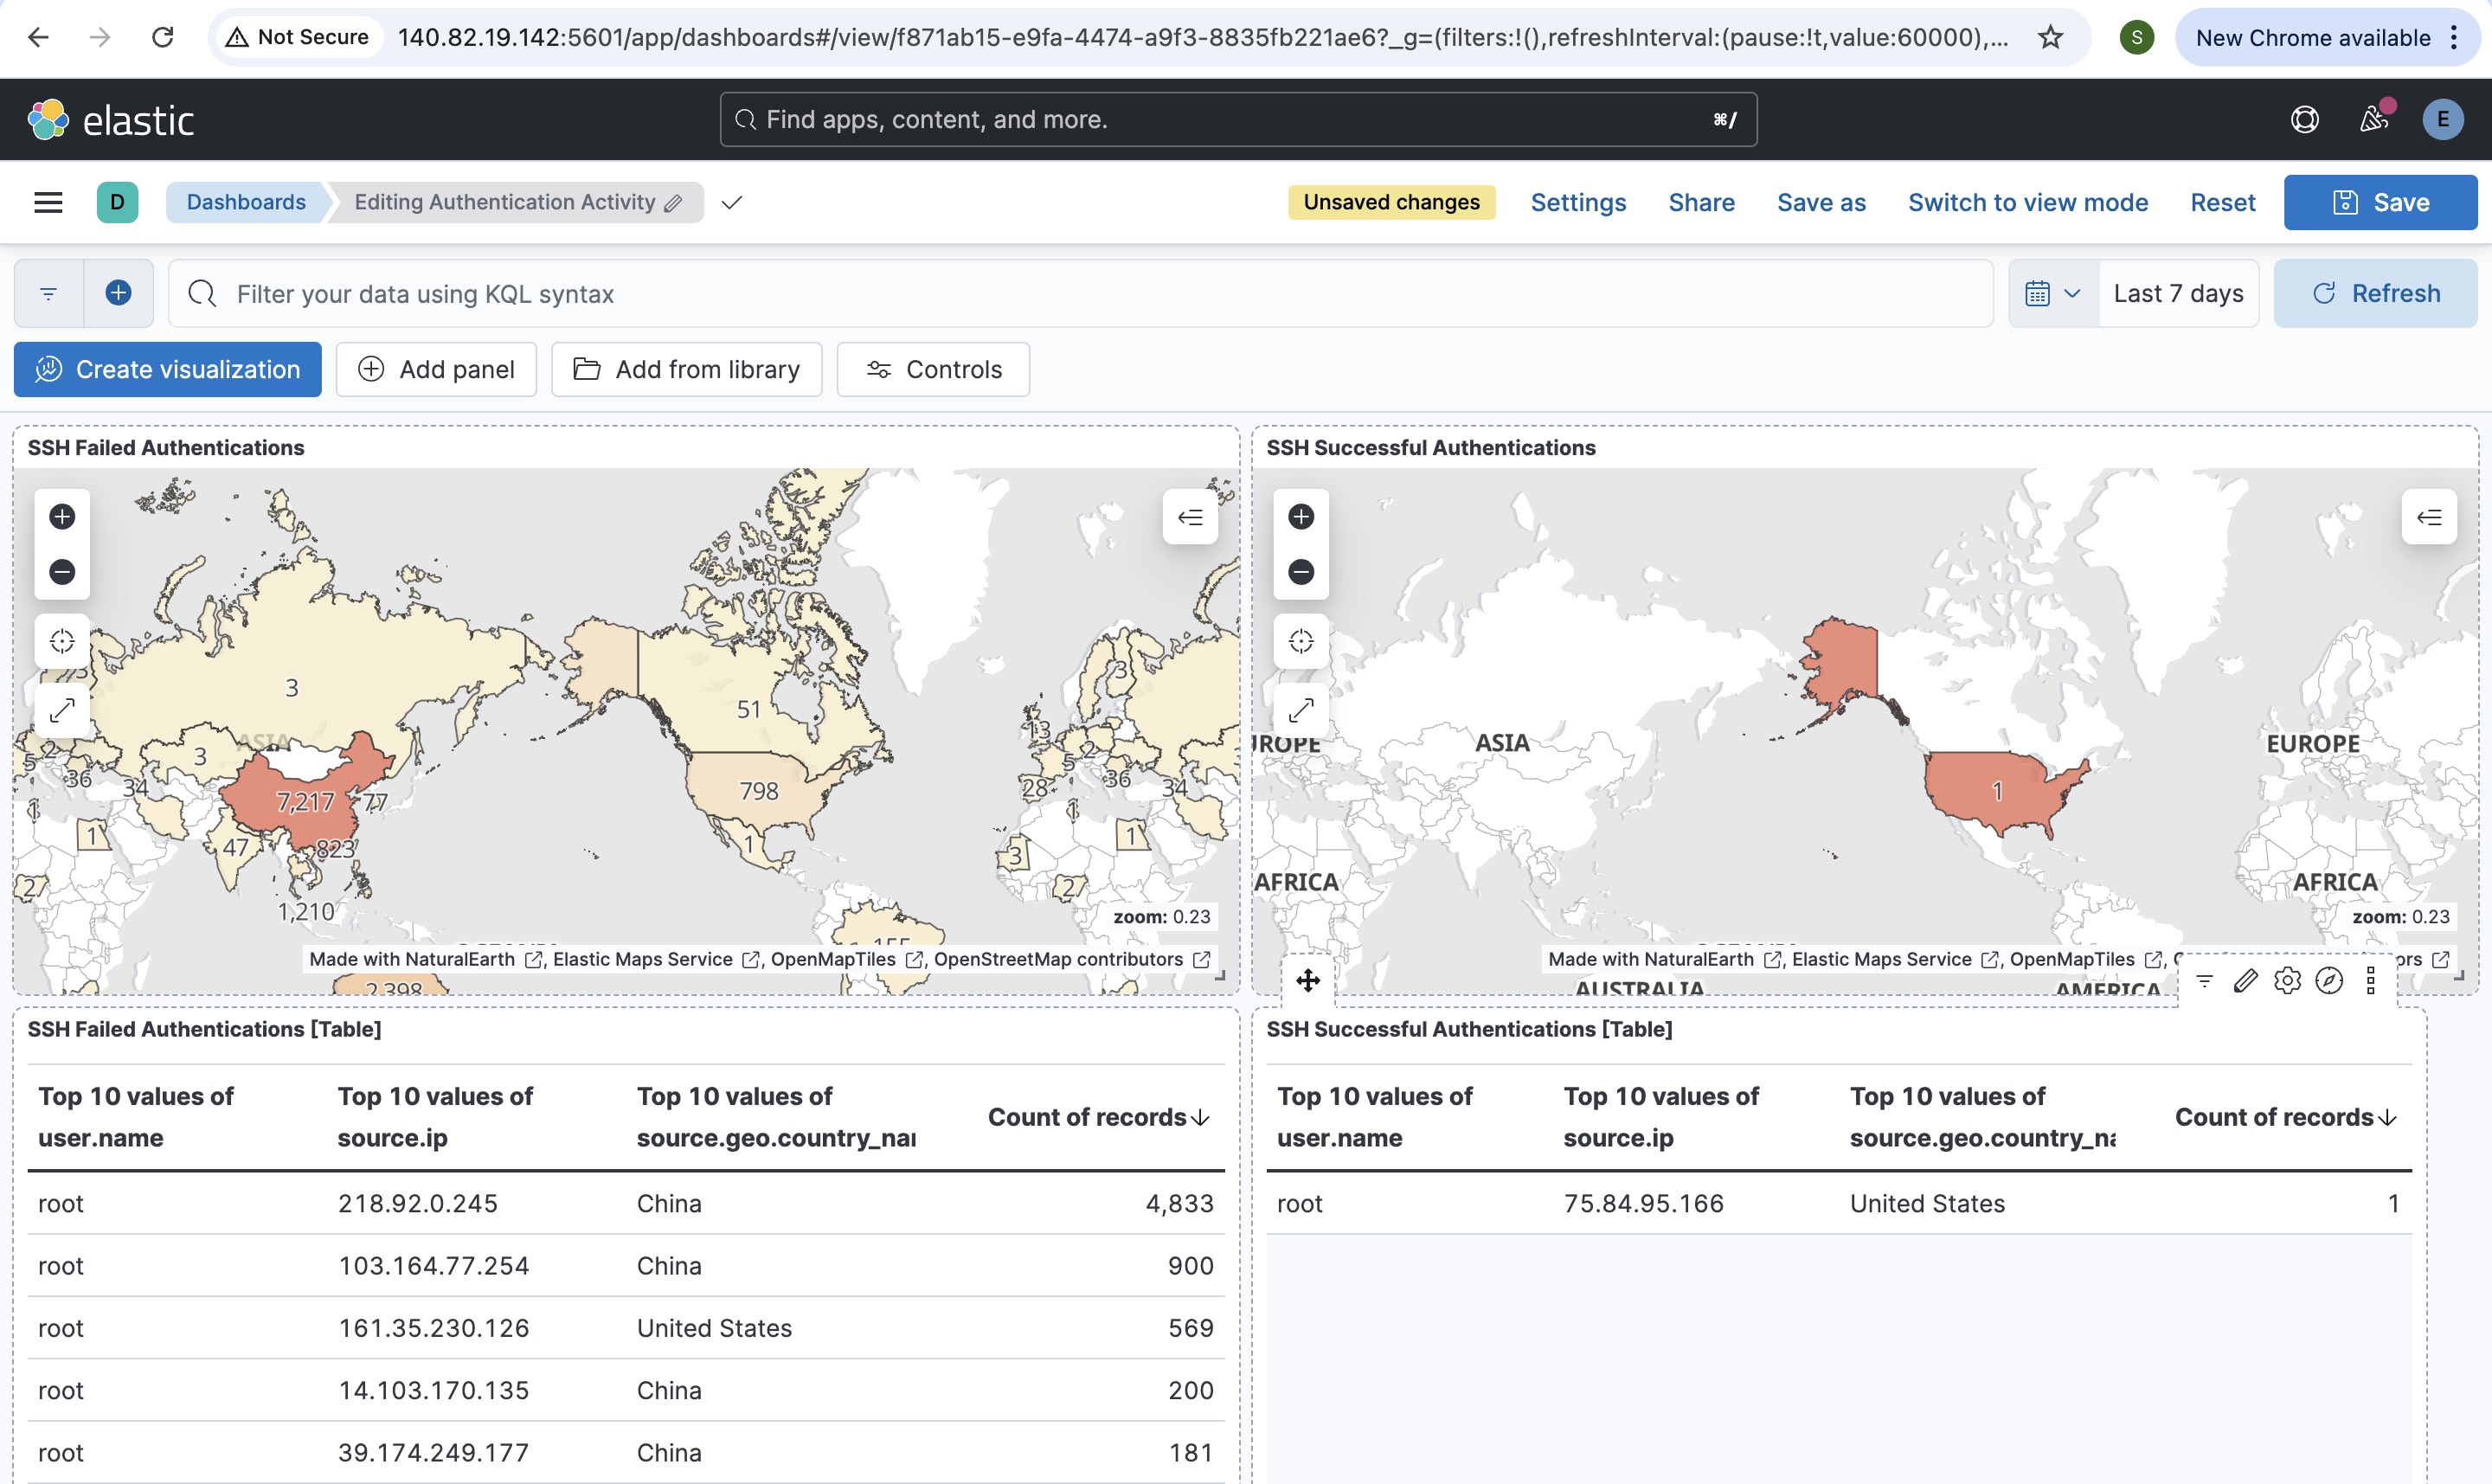 Not Secure 140.82.19.142:5601/app/dashboards#/view/f871ab15-e9fa-4474-a9f3-8835fb221ae6?_g=(filters:!(),refreshInterval:(pause:!t,value:60000),... S New Chrome available
elastic Find apps, content, and more. ⌘/ E
D Dashboards Editing Authentication Activity Unsaved changes Settings Share Save as Switch to view mode Reset Save
Filter your data using KQL syntax Last 7 days Refresh
Create visualization Add panel Add from library Controls
SSH Failed Authentications
3
51
3
13
ASIA
3
5
2
36
34
7,217
77
798
5
2
28
36
34
1
47
823
1
3
1
2
2
1,210
zoom: 0.23
155
Made with NaturalEarth, Elastic Maps Service, OpenMapTiles, OpenStreetMap contributors
2,398
SSH Successful Authentications
ASIA
EUROPE
1
AFRICA
AFRICA
zoom: 0.23
Made with NaturalEarth, Elastic Maps Service, OpenMapTiles,
AUSTRALIA
AMERICA
SSH Failed Authentications [Table]
Top 10 values of user.name Top 10 values of source.ip Top 10 values of source.geo.country_nar Count of records
root 218.92.0.245 China 4,833
root 103.164.77.254 China 900
root 161.35.230.126 United States 569
root 14.103.170.135 China 200
root 39.174.249.177 China 181
SSH Successful Authentications [Table]
Top 10 values of user.name Top 10 values of source.ip Top 10 values of source.geo.country_na Count of records
root 75.84.95.166 United States 1